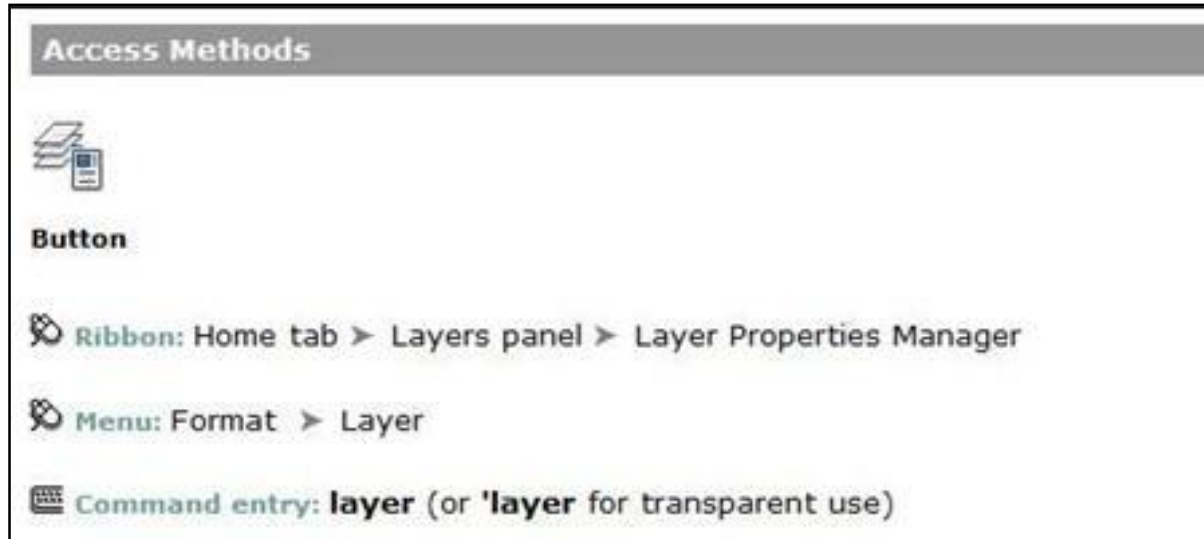 Access Methods
Button
Ribbon: Home tab ➤ Layers panel ➤ Layer Properties Manager
Menu: Format ➤ Layer
Command entry: layer (or 'layer for transparent use)